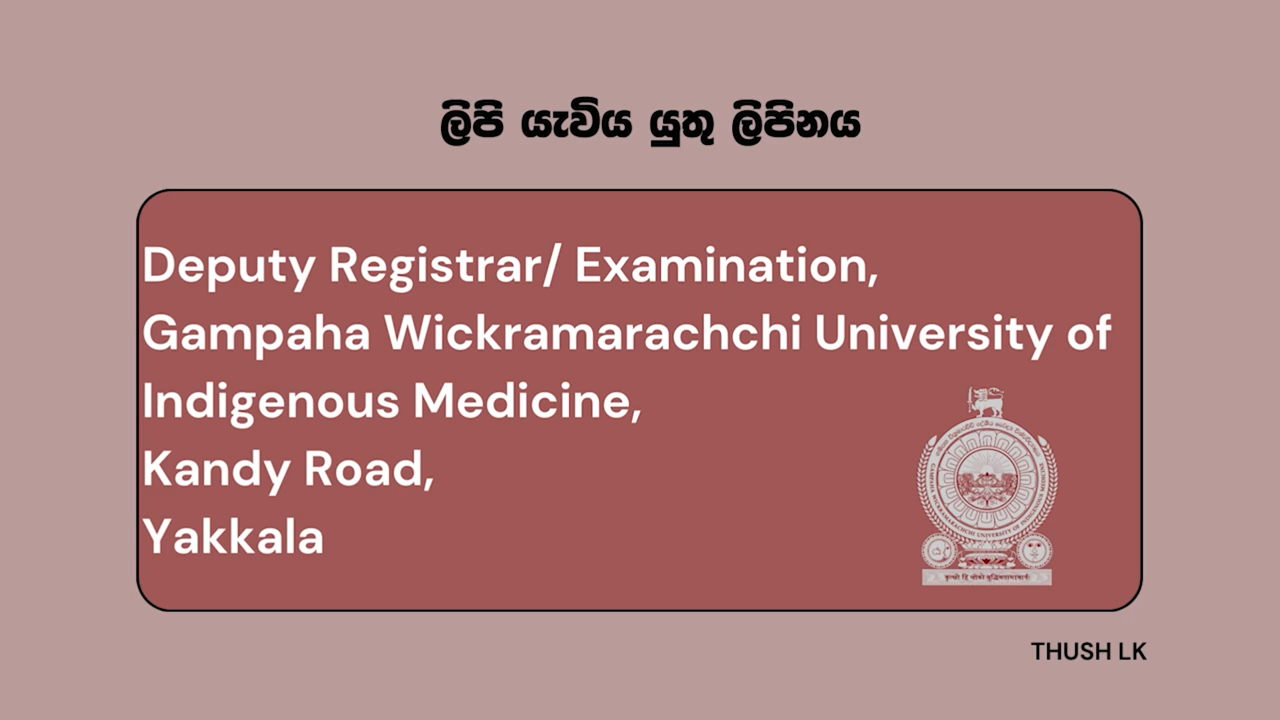 ලිපි යැවිය යුතු ලිපිනය
Deputy Registrar/ Examination,
Gampaha Wickramarachchi University of
Indigenous Medicine,
Kandy Road,
Yakkala
THUSH LK